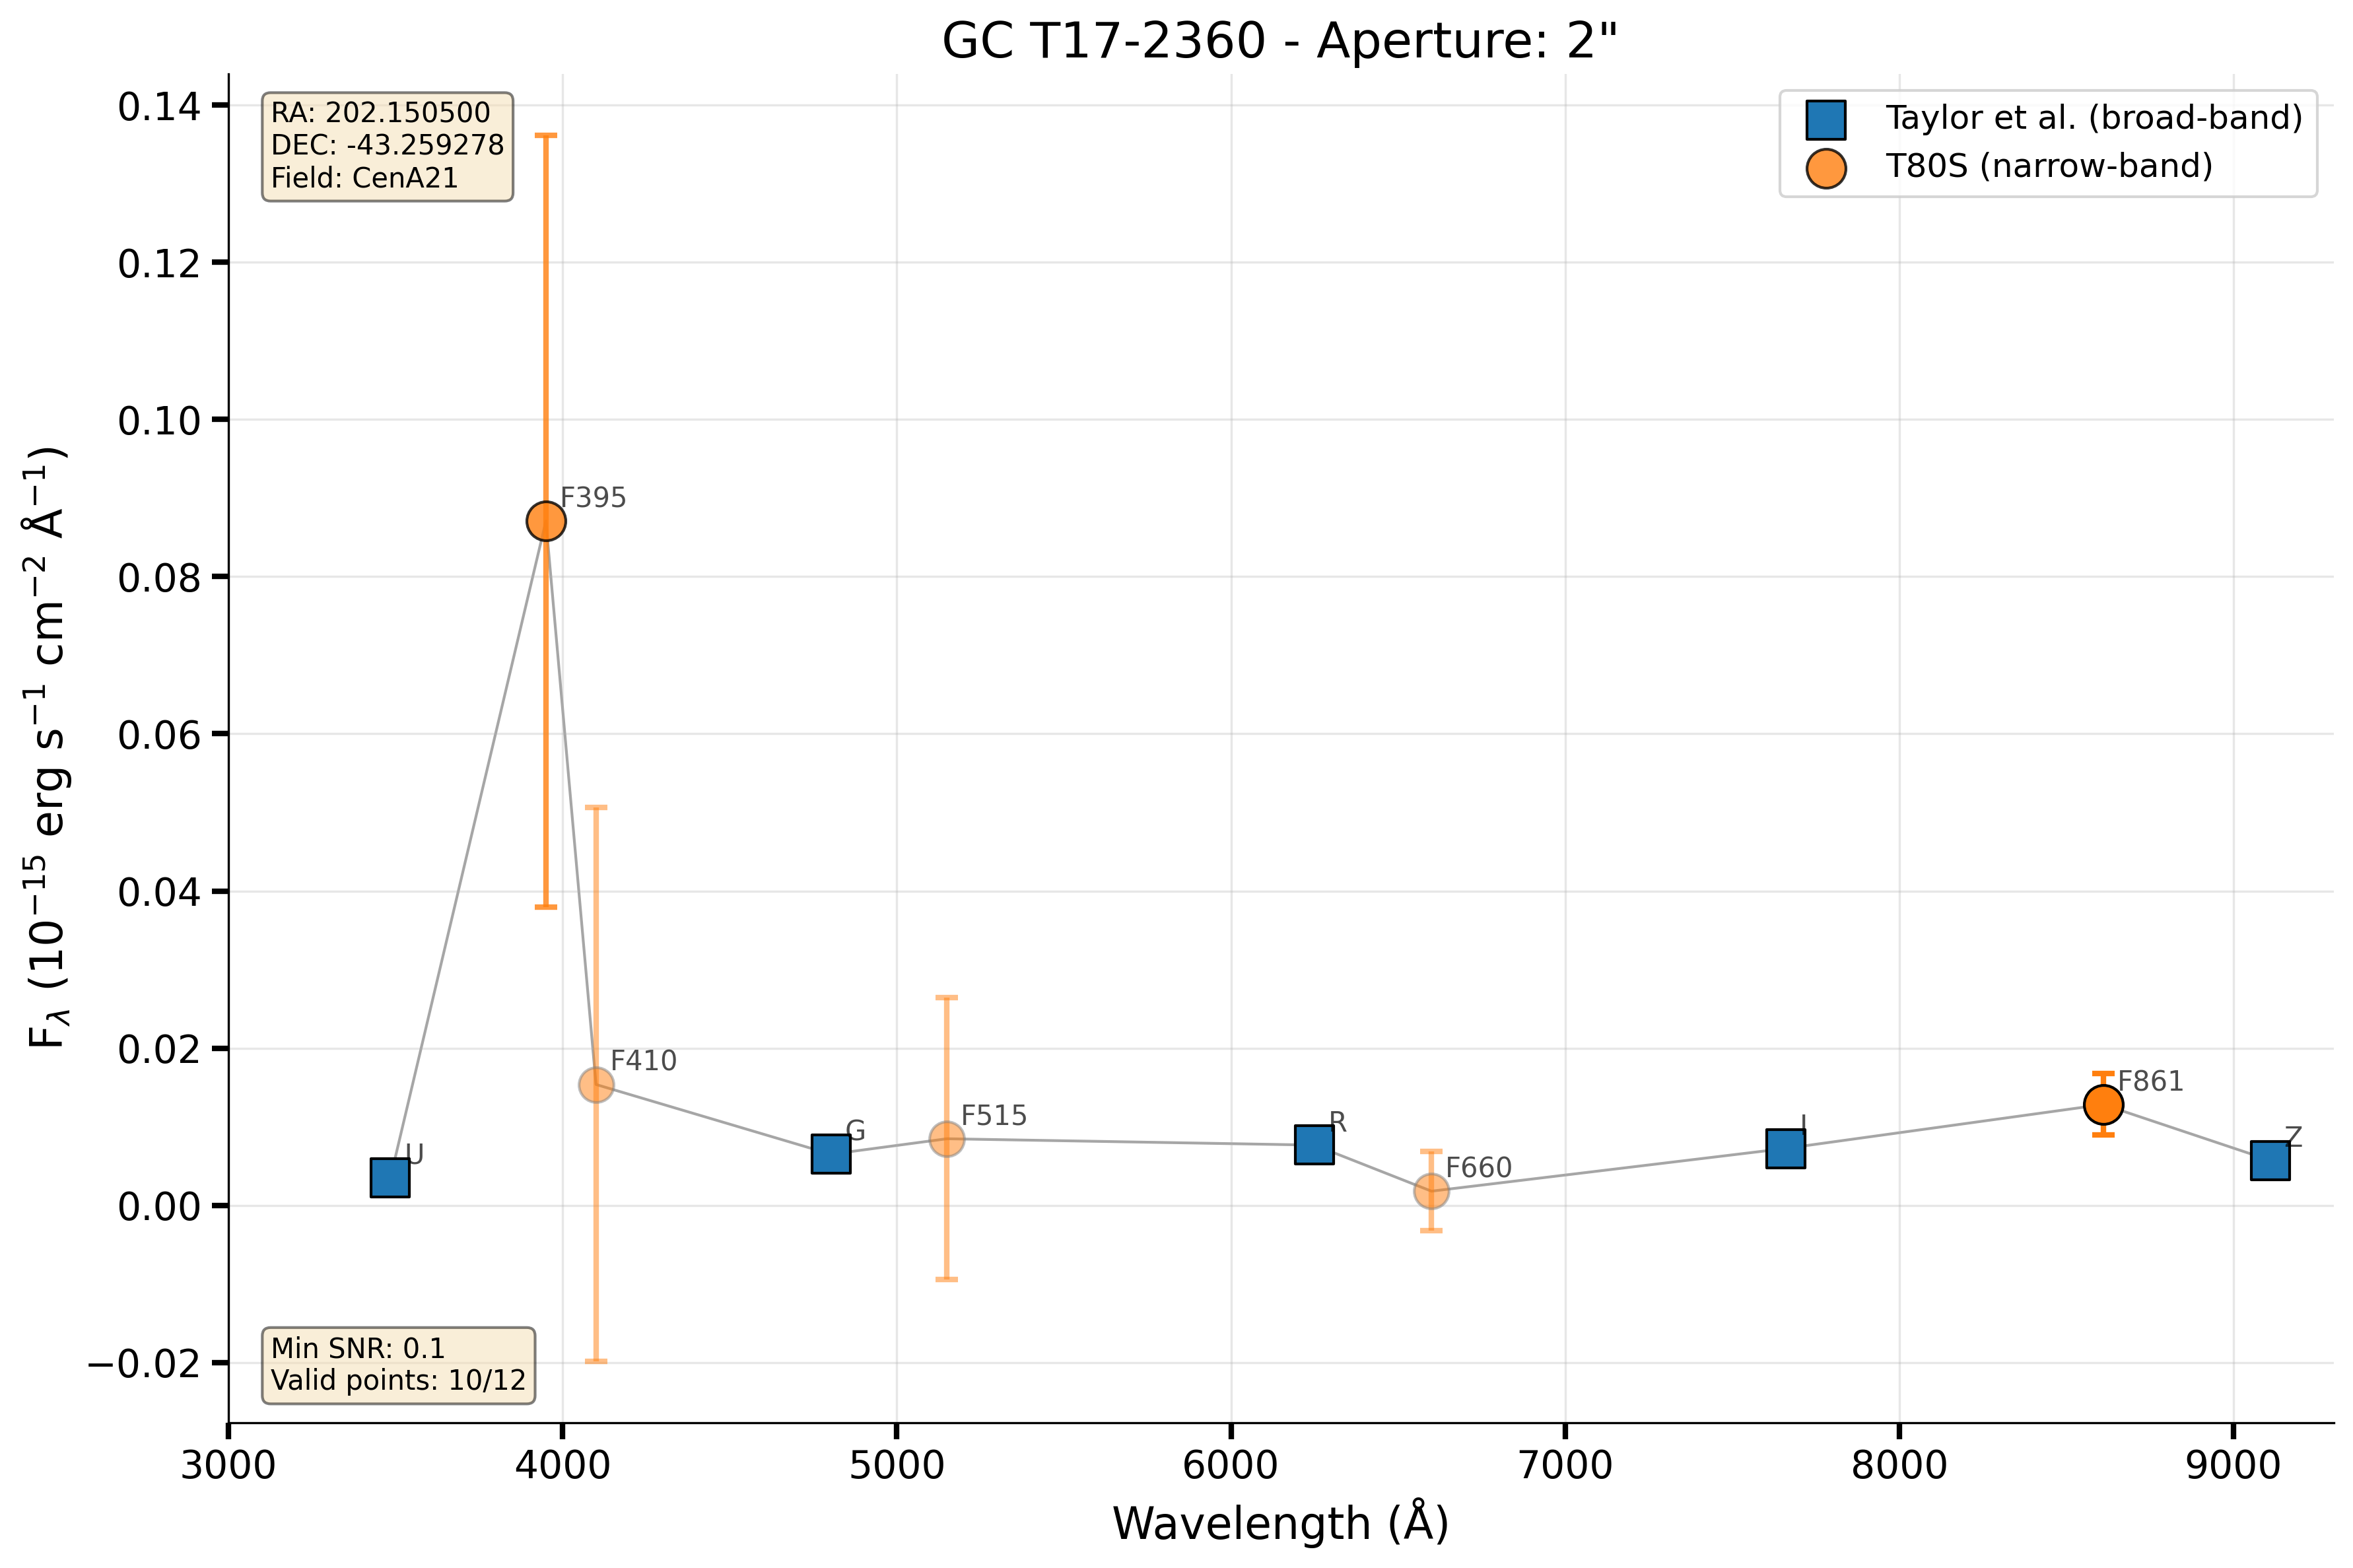 GC T17-2360 - Aperture: 2"
RA: 202.150500
DEC: -43.259278
Field: CenA21
Taylor et al. (broad-band)
T80S (narrow-band)
F_λ (10⁻¹⁵ erg s⁻¹ cm⁻² Å⁻¹)
0.14
0.12
0.10
0.08
0.06
0.04
0.02
0.00
−0.02
U
F395
F410
G
F515
R
F660
I
F861
Z
Min SNR: 0.1
Valid points: 10/12
3000 4000 5000 6000 7000 8000 9000
Wavelength (Å)